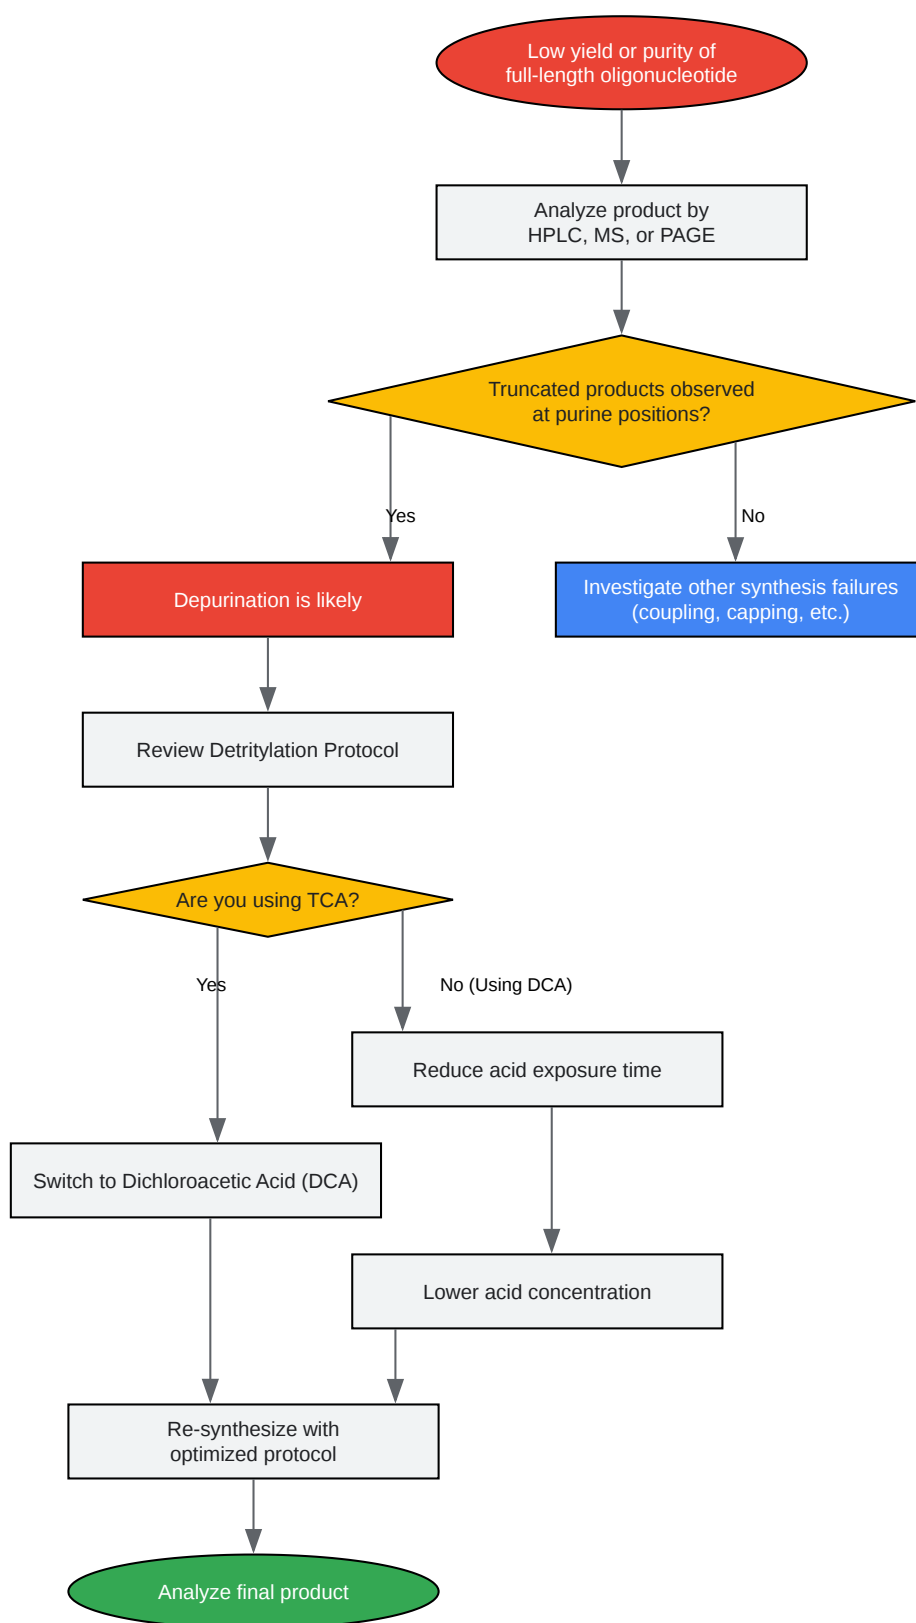 Low yield or purity of
full-length oligonucleotide
Analyze product by
HPLC, MS, or PAGE
Truncated products observed
at purine positions?
Yes
No
Depurination is likely
Investigate other synthesis failures
(coupling, capping, etc.)
Review Detritylation Protocol
Are you using TCA?
Yes
No (Using DCA)
Reduce acid exposure time
Switch to Dichloroacetic Acid (DCA)
Lower acid concentration
Re-synthesize with
optimized protocol
Analyze final product